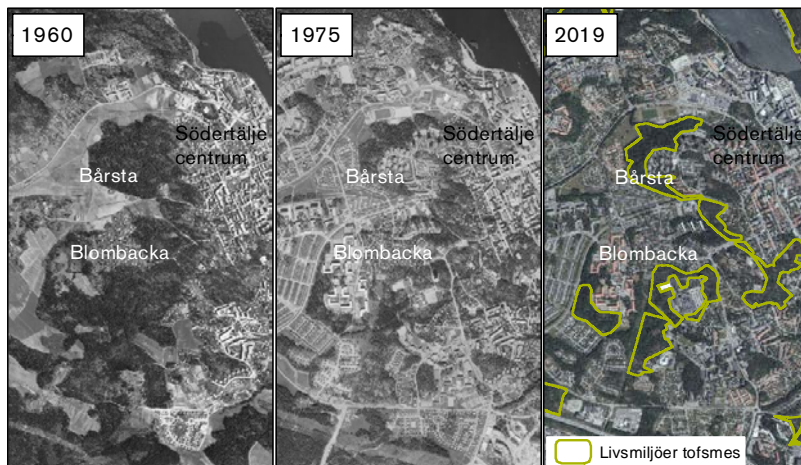 1960
Södertälje
centrum
Bårsta
Blombacka
1975
Södertälje
centrum
Bårsta
Blombacka
2019
Södertälje
centrum
Bårsta
Blombacka
Livsmiljöer tofsmes